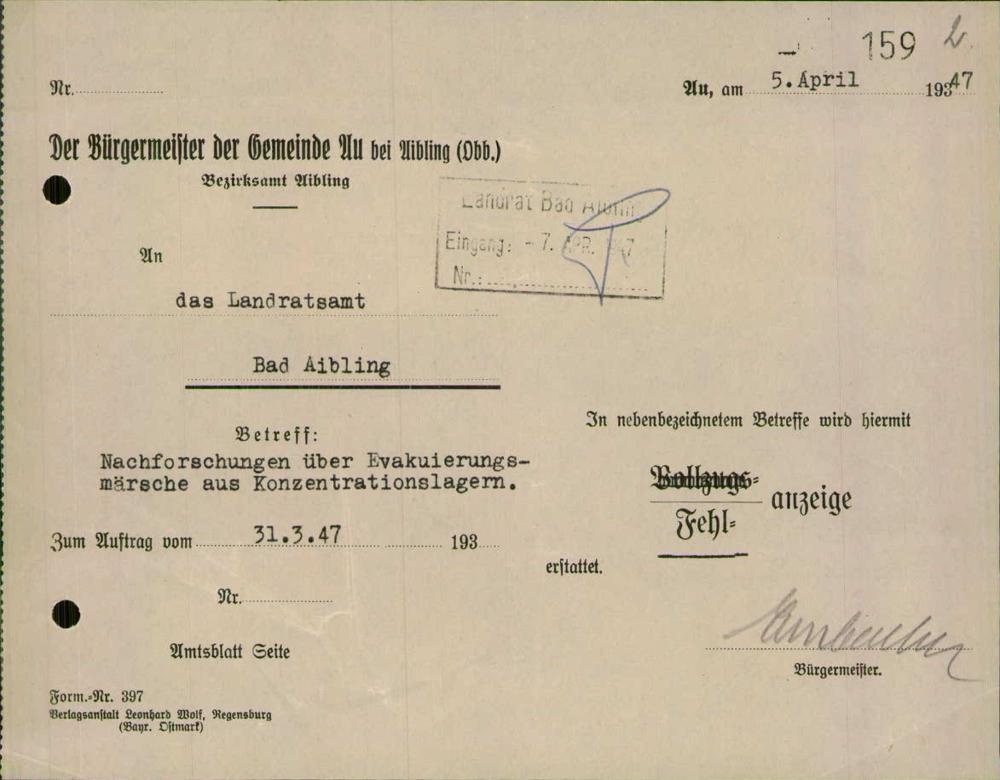 159 2
Nr.
Au, am 5. April 19347
Der Bürgermeister der Gemeinde Au bei Aibling (Obb.)
Bezirksamt Aibling
Landrat Bad Aibling
Eingang: - 7. APR. 47
Nr.:
An
das Landratsamt
Bad Aibling
Betreff:
Nachforschungen über Evakuierungs-
märsche aus Konzentrationslagern.
Zum Auftrag vom 31.3.47 193
Nr.
Amtsblatt Seite
In nebenbezeichnetem Betreffe wird hiermit
Vollzugs-
anzeige
Fehl-
erstattet.
Bürgermeister.
Form.-Nr. 397
Verlagsanstalt Leonhard Wolf, Regensburg
(Bayr. Ostmark)